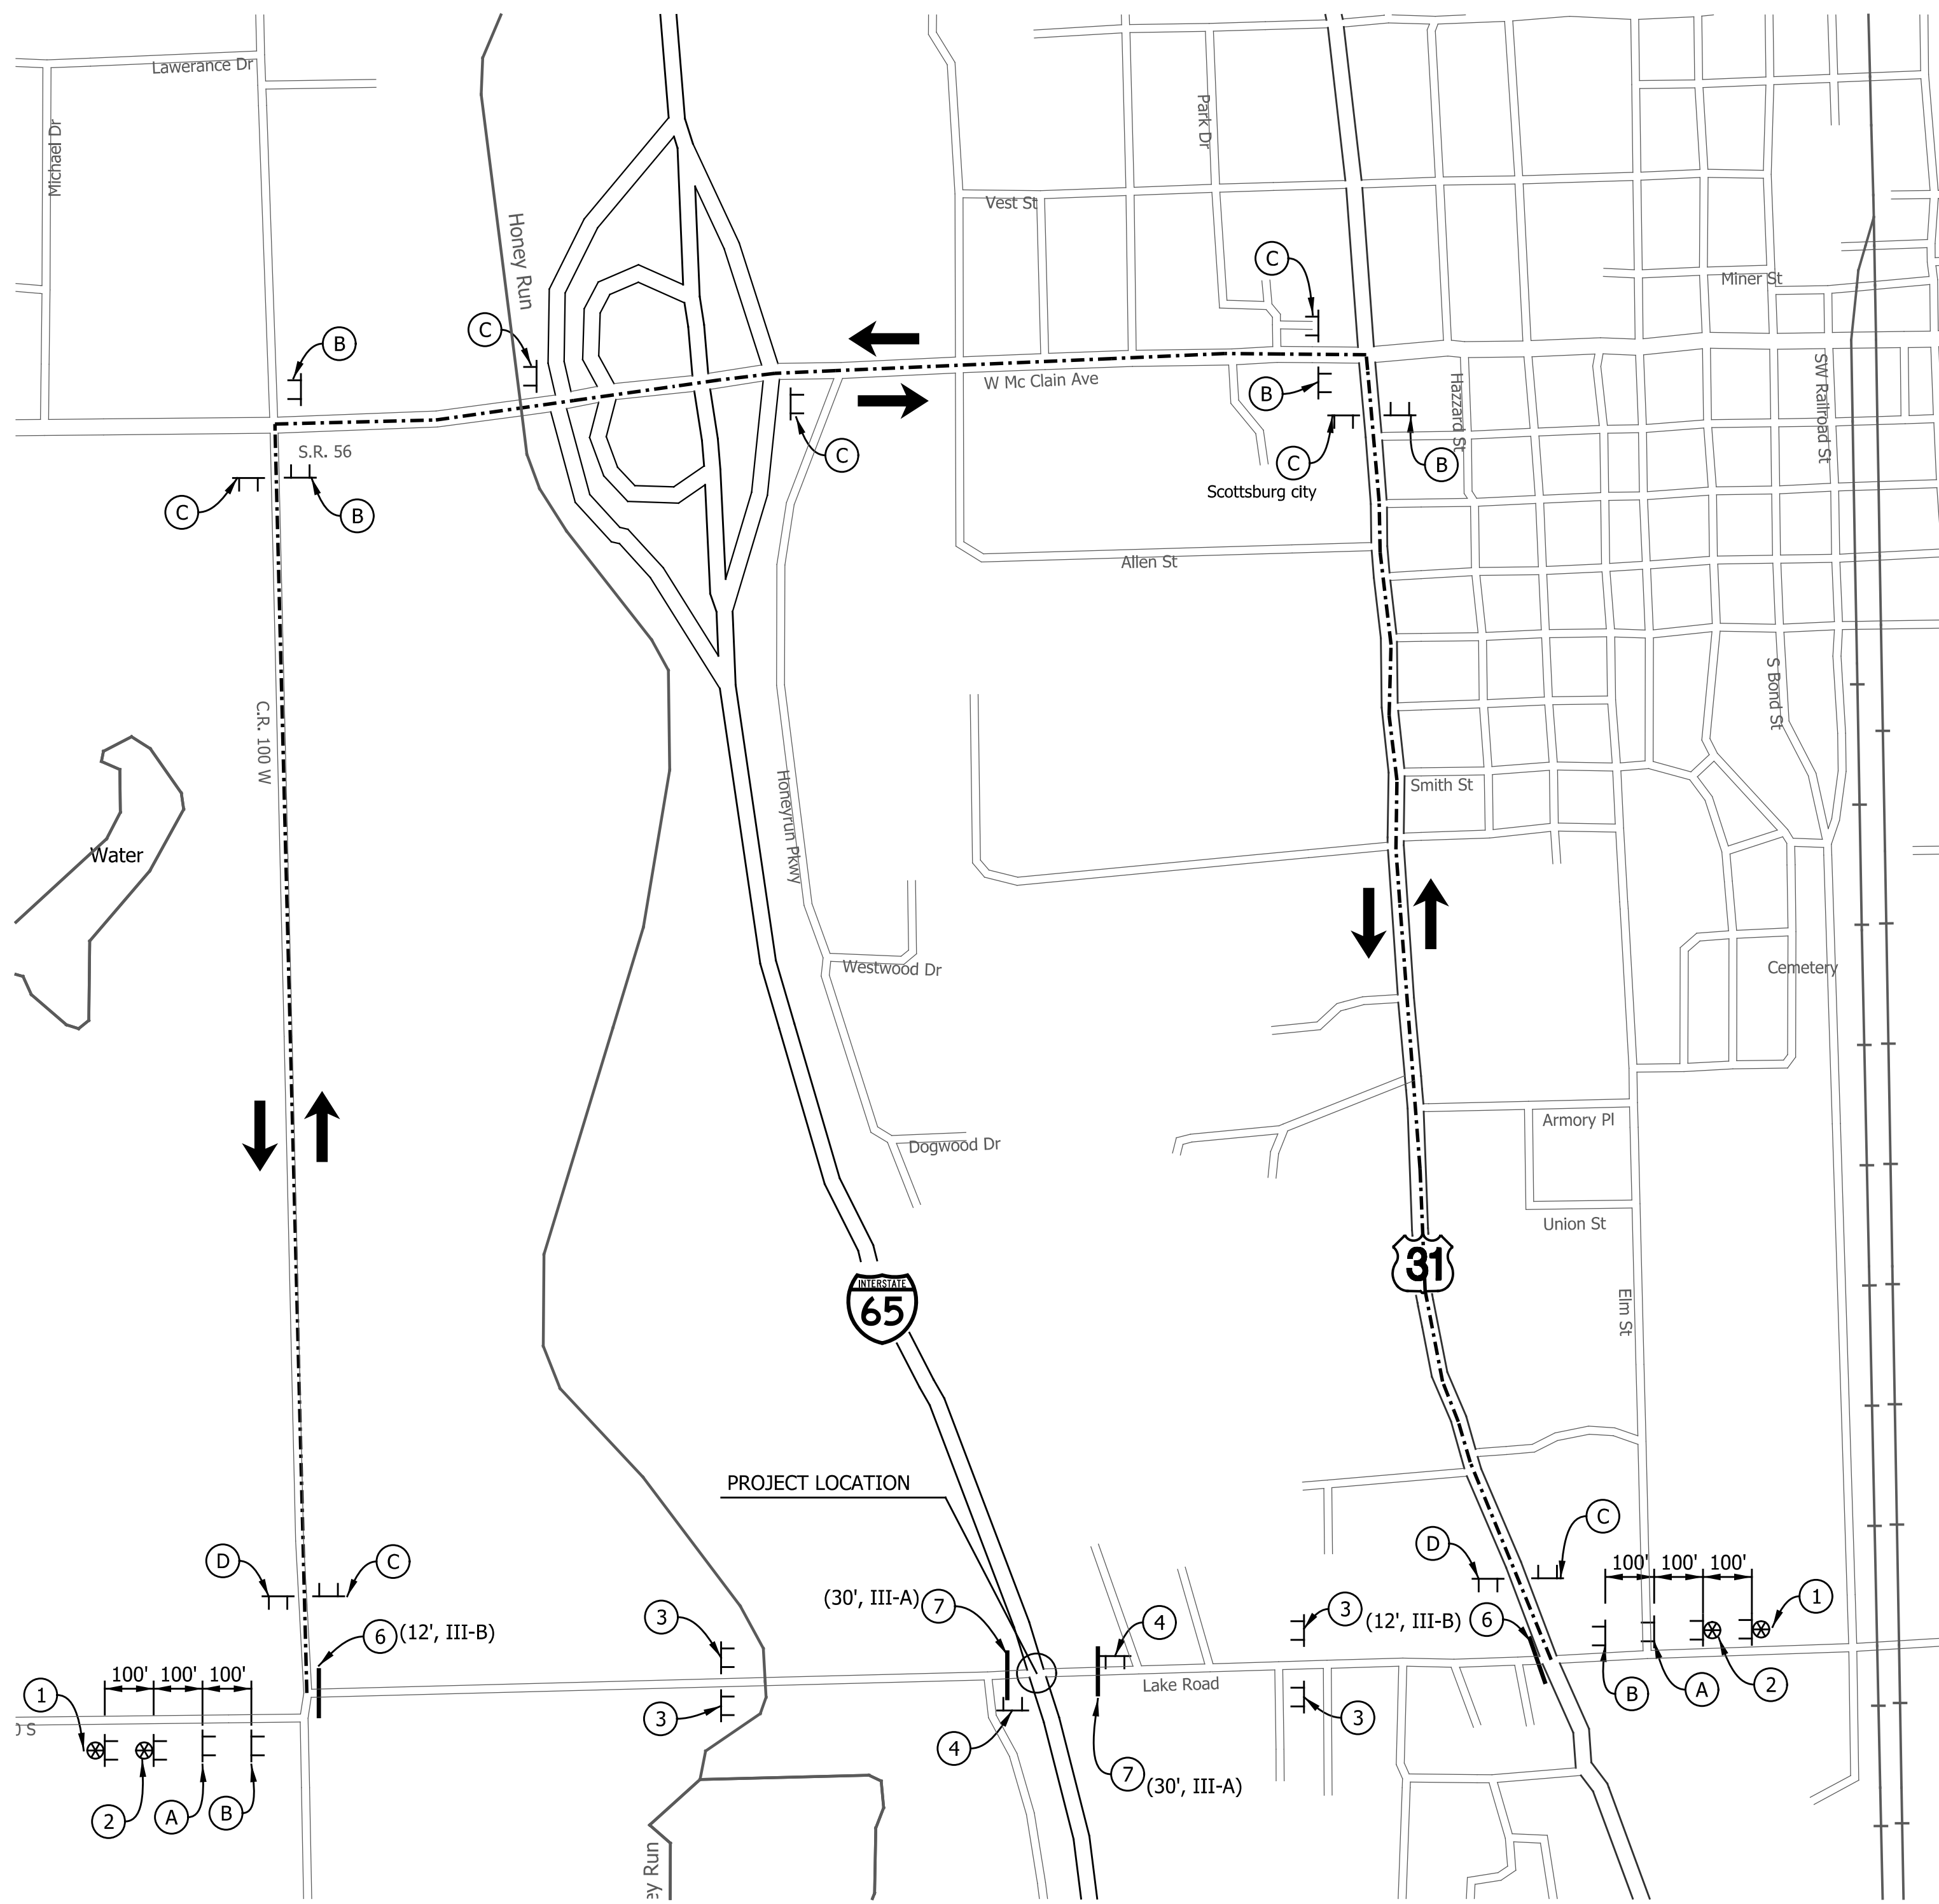 Lawerance Dr
Michael Dr
Park Dr
Honey Run
Vest St
C
Miner St
B
C
W Mc Clain Ave
B
Hazzard St
SW Railroad St
S.R. 56
C
C
B
C
B
Scottsburg city
Allen St
S Bond St
C.R. 100 W
Honeyrun Pkwy
Smith St
Water
Westwood Dr
Cemetery
Armory Pl
Dogwood Dr
Union St
31
INTERSTATE
65
Elm St
PROJECT LOCATION
D
C
D
C
100' 100' 100'
(30', III-A) 7
1
3
4
3 (12', III-B) 6
6 (12', III-B)
100' 100' 100'
1
Lake Road
B
A
2
3
3
0 S
4
7 (30', III-A)
2
A
B
ey Run